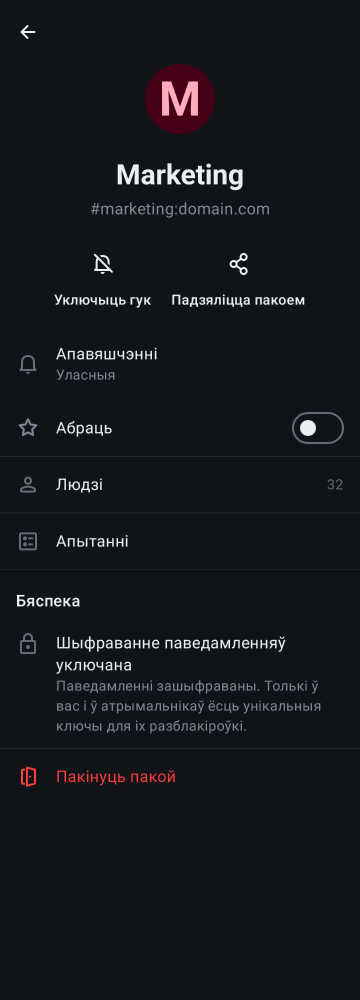 M
Marketing
#marketing:domain.com
Уключыць гук
Падзяліцца пакоем
Апавяшчэнні
Уласныя
Абраць
Людзі
32
Апытанні
Бяспека
Шыфраванне паведамленняў
уключана
Паведамленні зашыфраваны. Толькі ў
вас і ў атрымальнікаў ёсць унікальныя
ключы для іх разблакіроўкі.
Пакінуць пакой